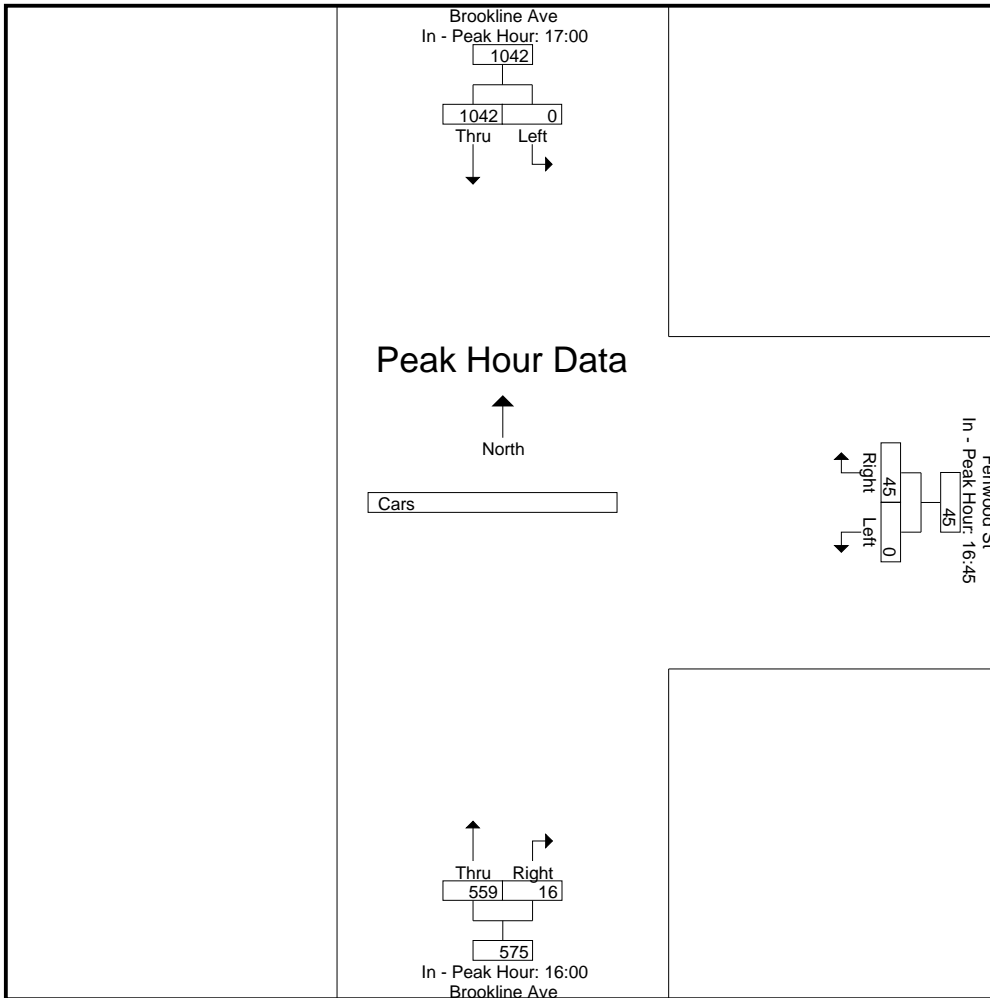 Brookline Ave
In - Peak Hour: 17:00
1042
1042 0
Thru Left
Peak Hour Data
North
Cars
In - Peak Hour: 16:45
45
45 0
Right Left
Thru Right
559 16
575
In - Peak Hour: 16:00
Brookline Ave